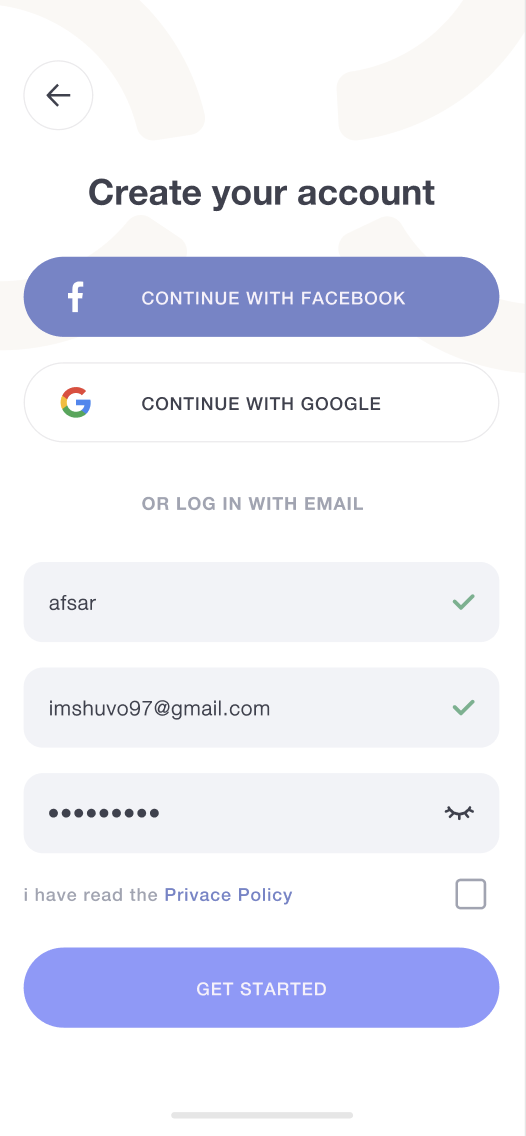 Create your account
CONTINUE WITH FACEBOOK
CONTINUE WITH GOOGLE
OR LOG IN WITH EMAIL
afsar
imshuvo97@gmail.com
●●●●●●●●●
i have read the Privace Policy
GET STARTED